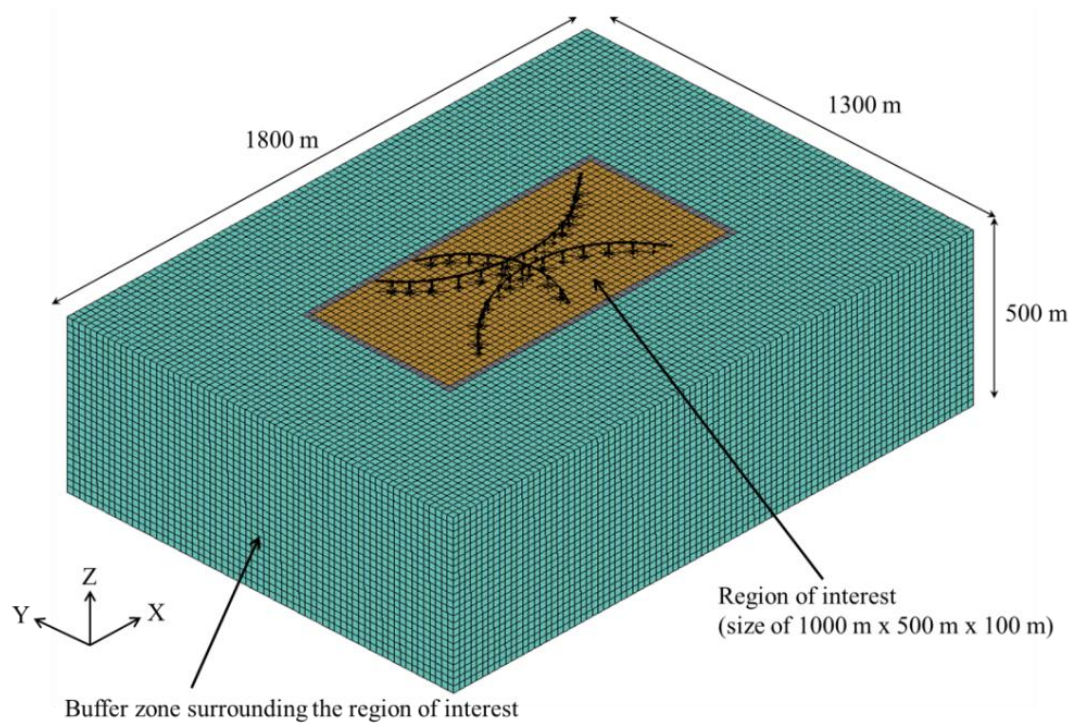 1800 m
1300 m
500 m
Z
Y
X
Region of interest
(size of 1000 m x 500 m x 100 m)
Buffer zone surrounding the region of interest